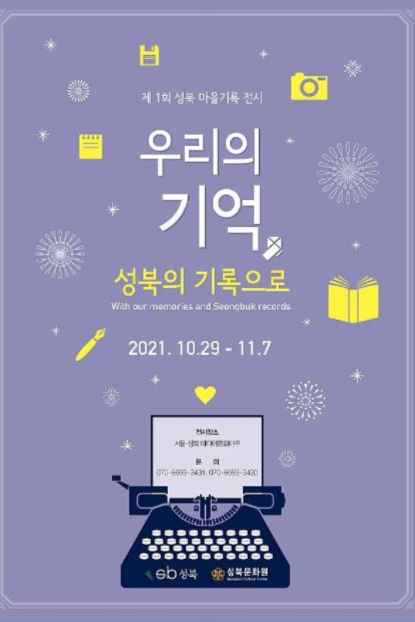 제 1회 성북 마을기록 전시
우리의
기억,
성북의 기록으로
With our memories and Seongbuk records
2021. 10.29 - 11.7
전시장소
문 의
sb 성북
성북문화원